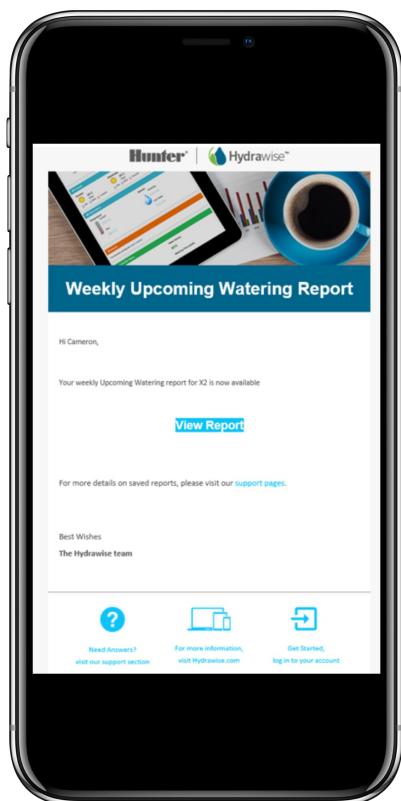 Hunter® | Hydrawise™
Weekly Upcoming Watering Report
Hi Cameron,
Your weekly Upcoming Watering report for X2 is now available
View Report
For more details on saved reports, please visit our support pages.
Best Wishes
The Hydrawise team
Need Answers?
visit our support section
For more information,
visit Hydrawise.com
Get Started,
log in to your account